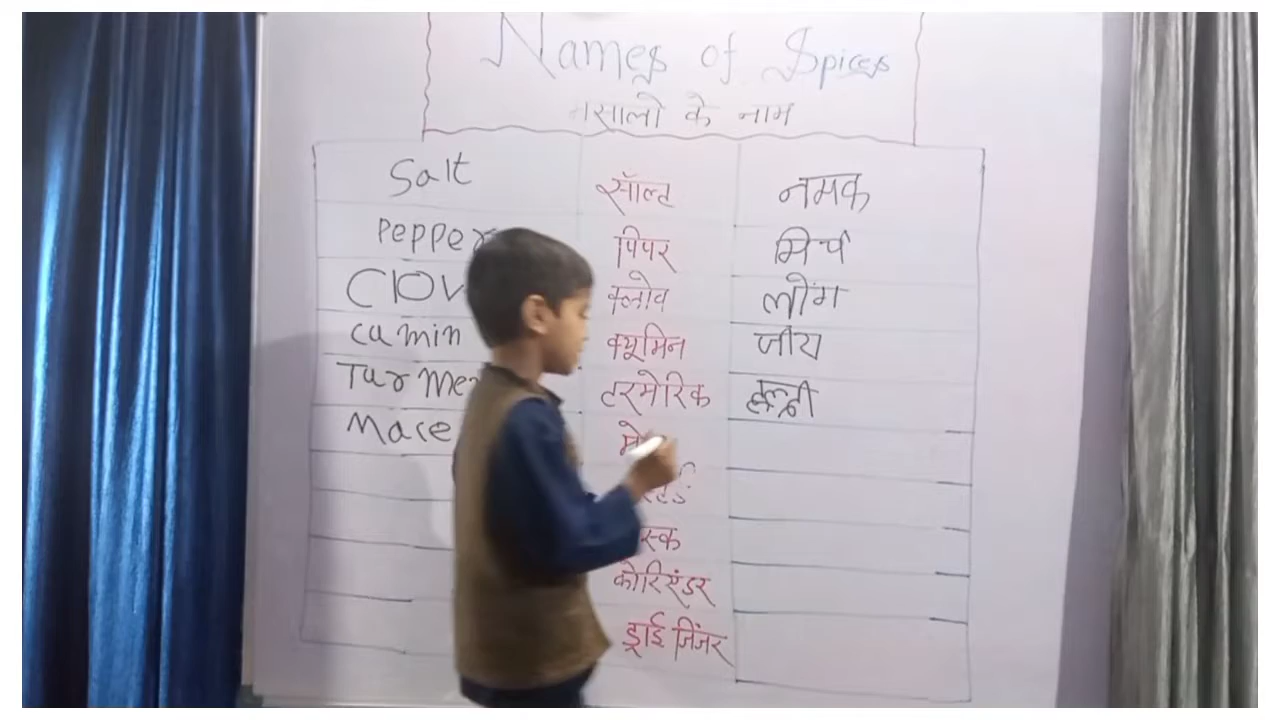 Names of Spices
मसालो के नाम
Salt सॉल्ट नमक
Pepper पिपर मिर्च
Clov क्लोव लोंग
Cumin क्यूमिन जीरा
Turme टरमेरिक हल्दी
Mace
कोरिएंडर
ड्राई जिंजर